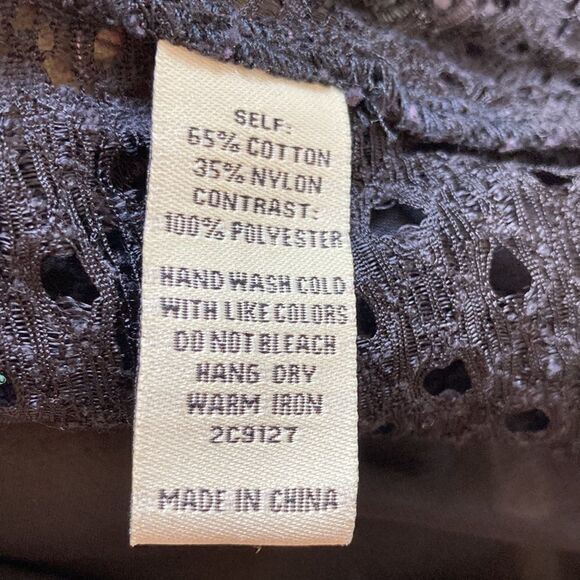 SELF:
65% COTTON
35% NYLON
CONTRAST:
100% POLYESTER
HAND WASH COLD
WITH LIKE COLORS
DO NOT BLEACH
HANG DRY
WARM IRON
2C9127
MADE IN CHINA